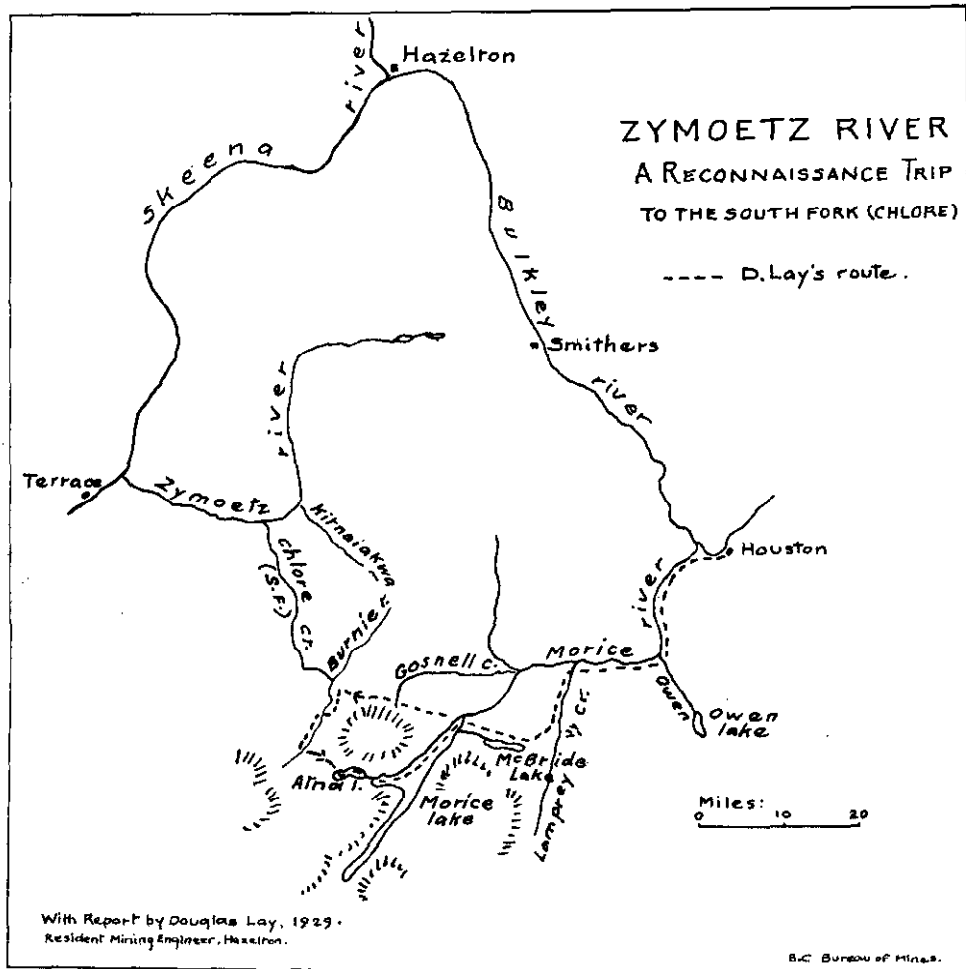 Hazelton
Skeena river
ZYMOETZ RIVER
A RECONNAISSANCE TRIP
TO THE SOUTH FORK (CHLORE)
---- D. Lay's route.
Bulkley river
Smithers
river
Terrace
Zymoetz
Kitnaiakwa
chlore cr.
(S.F.)
Burnie r.
Houston
river
Morice
Gosnell c.
Owen
Owen lake
McBride Lake
Atna l.
Morice lake
Lamprey cr.
Miles:
0 10 20
With Report by Douglas Lay, 1929.
Resident Mining Engineer, Hazelton.
B.C. Bureau of Mines.